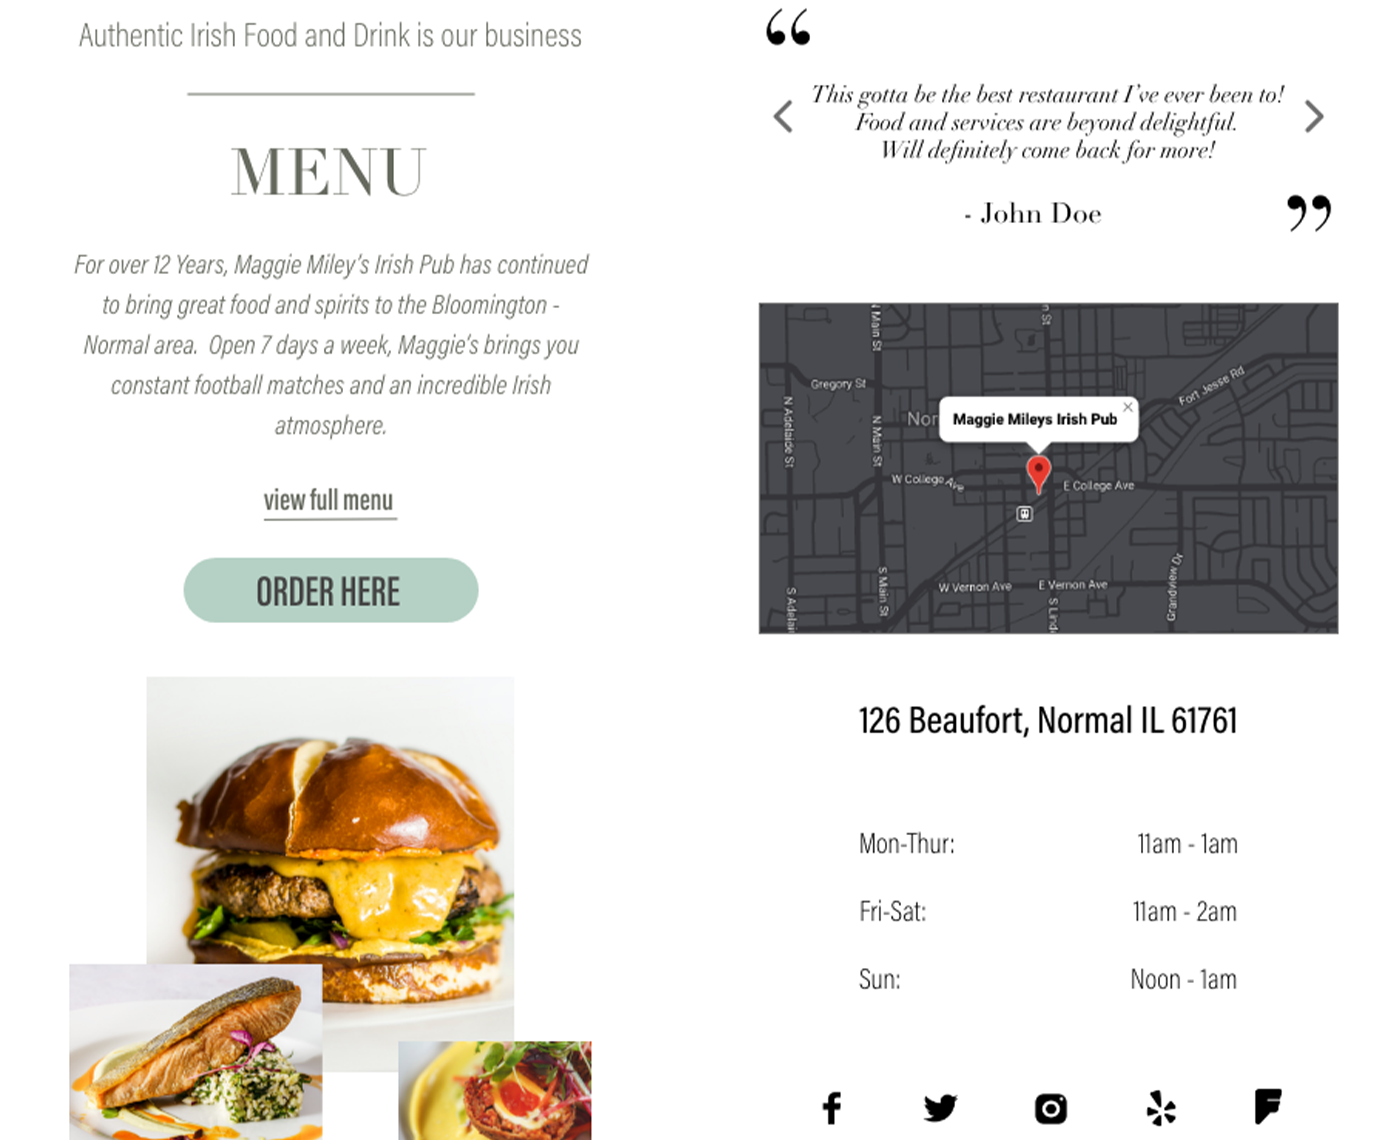 Authentic Irish Food and Drink is our business
MENU
For over 12 Years, Maggie Miley's Irish Pub has continued
to bring great food and spirits to the Bloomington -
Normal area.  Open 7 days a week, Maggie's brings you
constant football matches and an incredible Irish
atmosphere.
view full menu
ORDER HERE
“
This gotta be the best restaurant I've ever been to!
Food and services are beyond delightful.
Will definitely come back for more!
- John Doe
”
N Main St
n St
Gregory St
Fort Jesse Rd
N Adelaide St
Nor
Maggie Mileys Irish Pub
N Main St
W College Ave
E College Ave
S Main St
W Vernon Ave
E Vernon Ave
Grandview Dr
S Adelai
S Lind
126 Beaufort, Normal IL 61761
Mon-Thur: 11am - 1am
Fri-Sat: 11am - 2am
Sun: Noon - 1am